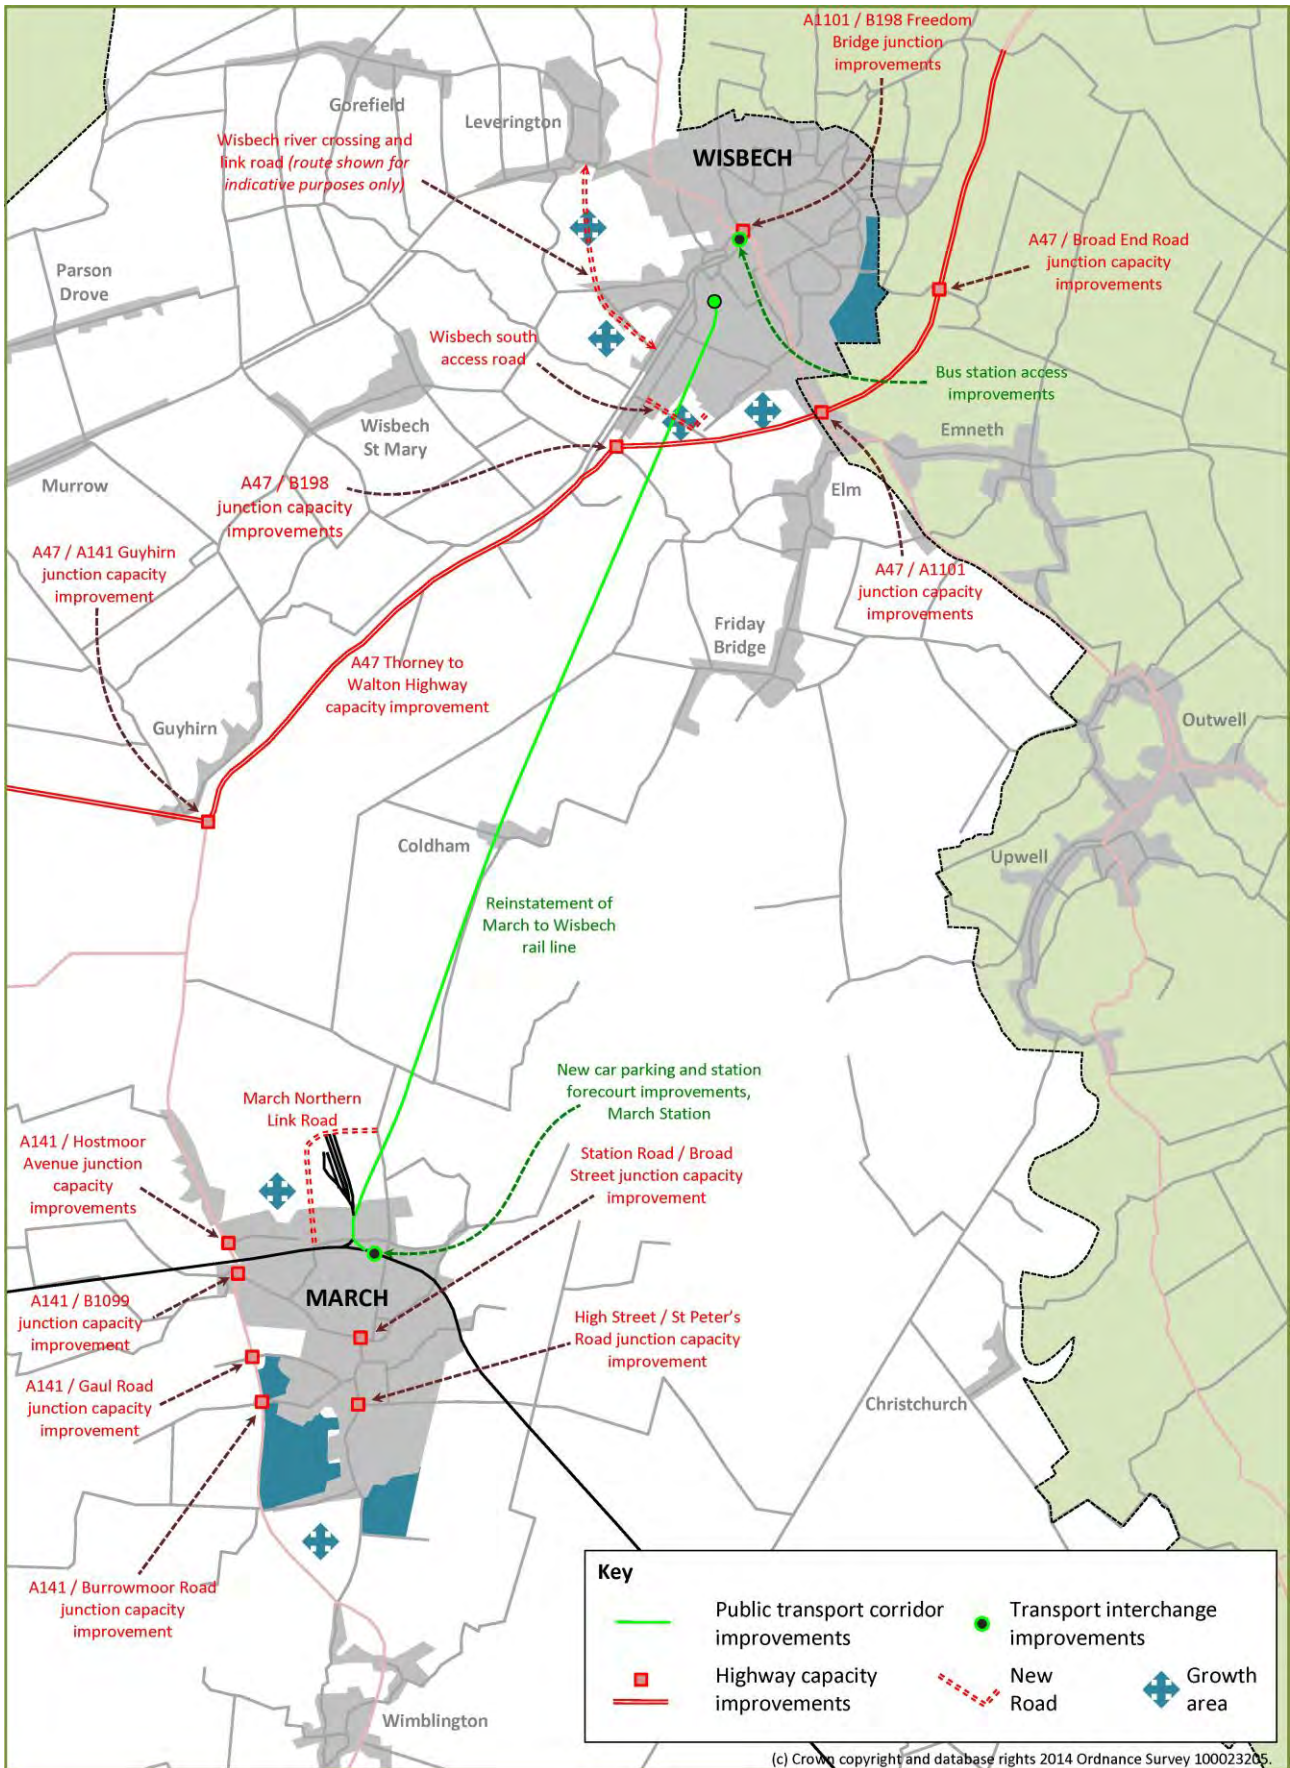 A1101 / B198 Freedom
Bridge junction
improvements
Gorefield
Leverington
Wisbech river crossing and
link road (route shown for
indicative purposes only)
WISBECH
A47 / Broad End Road
junction capacity
improvements
Parson
Drove
Wisbech south
access road
Bus station access
improvements
Wisbech
St Mary
Emneth
Murrow
A47 / B198
junction capacity
improvements
Elm
A47 / A141 Guyhirn
junction capacity
improvement
A47 / A1101
junction capacity
improvements
Friday
Bridge
A47 Thorney to
Walton Highway
capacity improvement
Guyhirn
Outwell
Coldham
Upwell
Reinstatement of
March to Wisbech
rail line
New car parking and station
forecourt improvements,
March Station
March Northern
Link Road
A141 / Hostmoor
Avenue junction
capacity
improvements
Station Road / Broad
Street junction capacity
improvement
MARCH
A141 / B1099
junction capacity
improvement
High Street / St Peter's
Road junction capacity
improvement
A141 / Gaul Road
junction capacity
improvement
Christchurch
A141 / Burrowmoor Road
junction capacity
improvement
Wimblington
Key
Public transport corridor
improvements
Transport interchange
improvements
Highway capacity
improvements
New
Road
Growth
area
(c) Crown copyright and database rights 2014 Ordnance Survey 100023205.